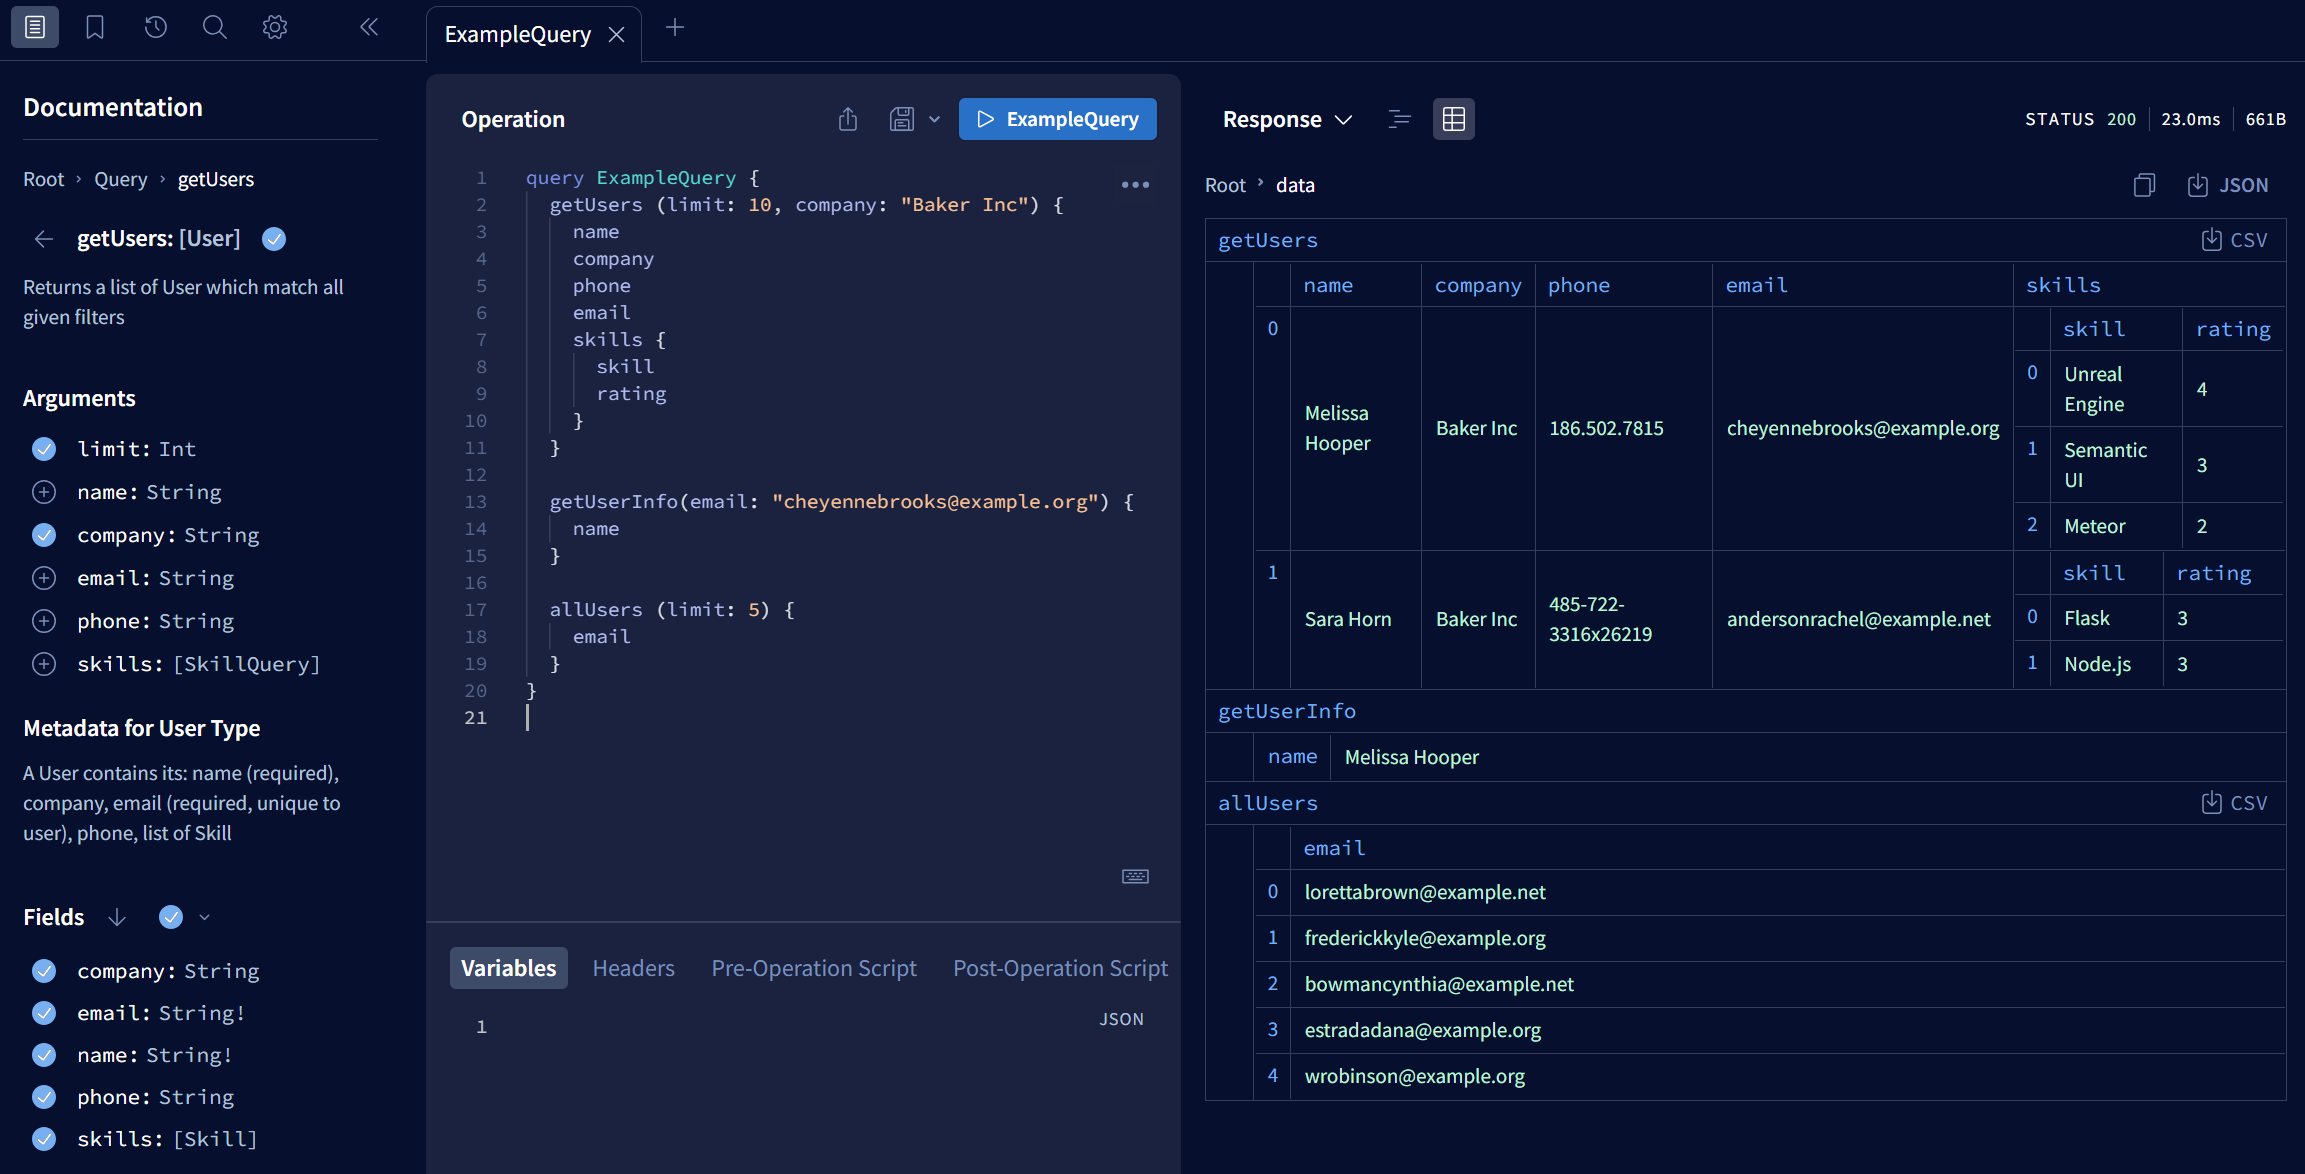 ExampleQuery
Documentation
Root › Query › getUsers
getUsers: [User]
Returns a list of User which match all
given filters
Arguments
limit: Int
name: String
company: String
email: String
phone: String
skills: [SkillQuery]
Metadata for User Type
A User contains its: name (required),
company, email (required, unique to
user), phone, list of Skill
Fields
company: String
email: String!
name: String!
phone: String
skills: [Skill]
Operation
ExampleQuery
1 query ExampleQuery {
2 getUsers (limit: 10, company: "Baker Inc") {
3 name
4 company
5 phone
6 email
7 skills {
8 skill
9 rating
10 }
11 }
12
13 getUserInfo(email: "cheyennebrooks@example.org") {
14 name
15 }
16
17 allUsers (limit: 5) {
18 email
19 }
20 }
21
Variables Headers Pre-Operation Script Post-Operation Script
1
JSON
Response
STATUS 200 23.0ms 661B
Root › data
JSON
getUsers
CSV
name company phone email skills
0
Melissa
Hooper
Baker Inc
186.502.7815
cheyennebrooks@example.org
skill rating
0 Unreal
Engine
4
1 Semantic
UI
3
2 Meteor 2
1
Sara Horn
Baker Inc
485-722-
3316x26219
andersonrachel@example.net
skill rating
0 Flask 3
1 Node.js 3
getUserInfo
name Melissa Hooper
allUsers
CSV
email
0 lorettabrown@example.net
1 frederickkyle@example.org
2 bowmancynthia@example.net
3 estradadana@example.org
4 wrobinson@example.org